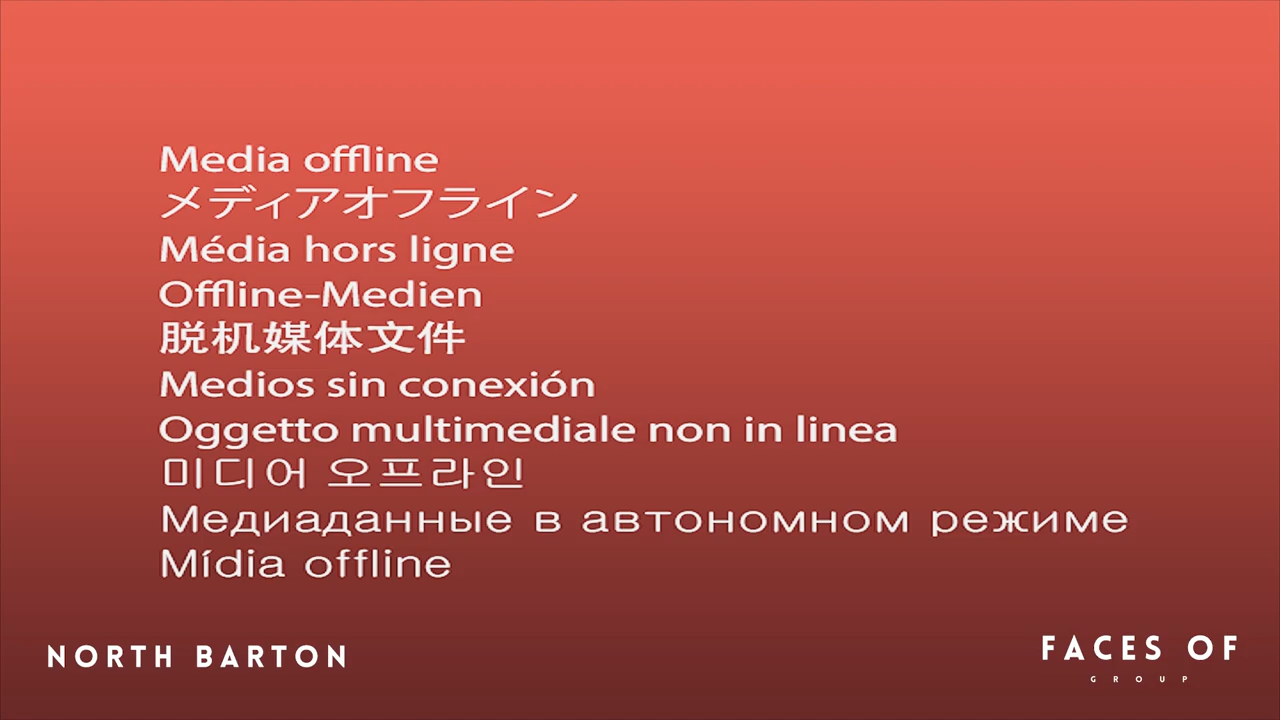 Media offline
メディアオフライン
Média hors ligne
Offline-Medien
脱机媒体文件
Medios sin conexión
Oggetto multimediale non in linea
미디어 오프라인
Медиаданные в автономном режиме
Mídia offline
NORTH BARTON
FACES OF
GROUP